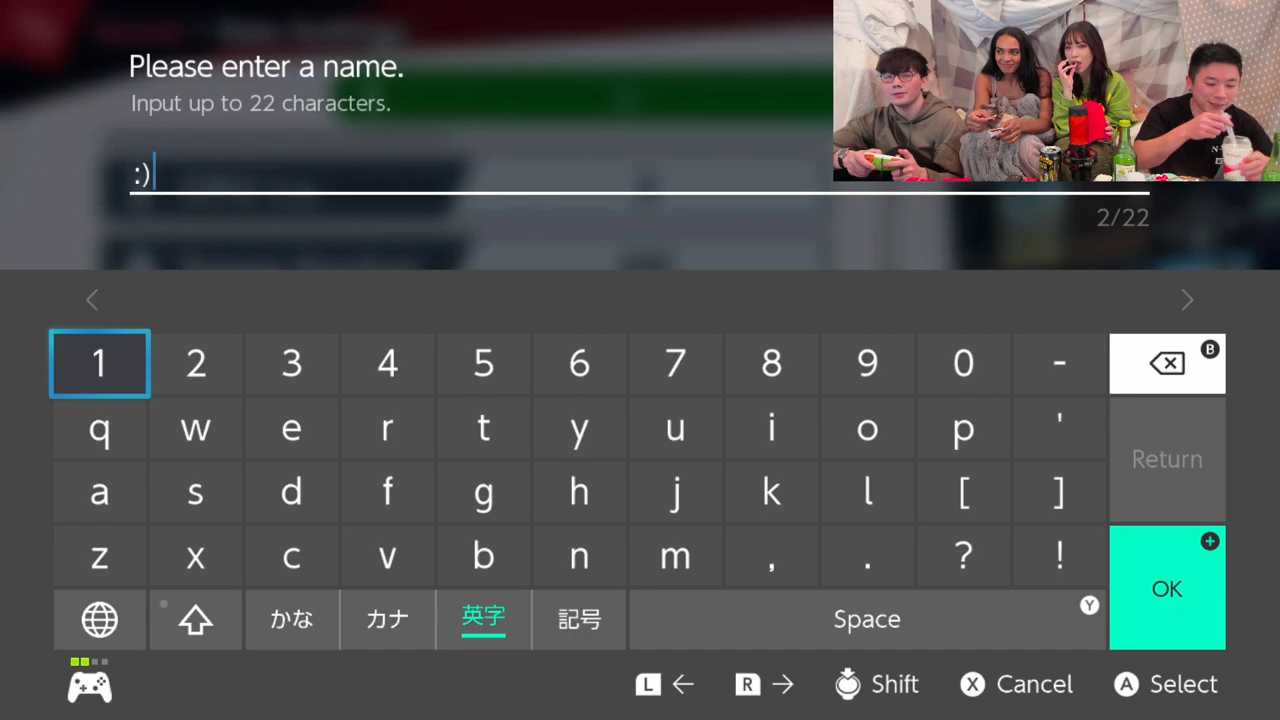 Please enter a name.
Input up to 22 characters.
:)
2/22
1 2 3 4 5 6 7 8 9 0 - B
q w e r t y u i o p '
Return
a s d f g h j k l [ ]
z x c v b n m , . ? ! +
OK
かな カナ 英字 記号 Space Y
L ← R → Shift X Cancel A Select